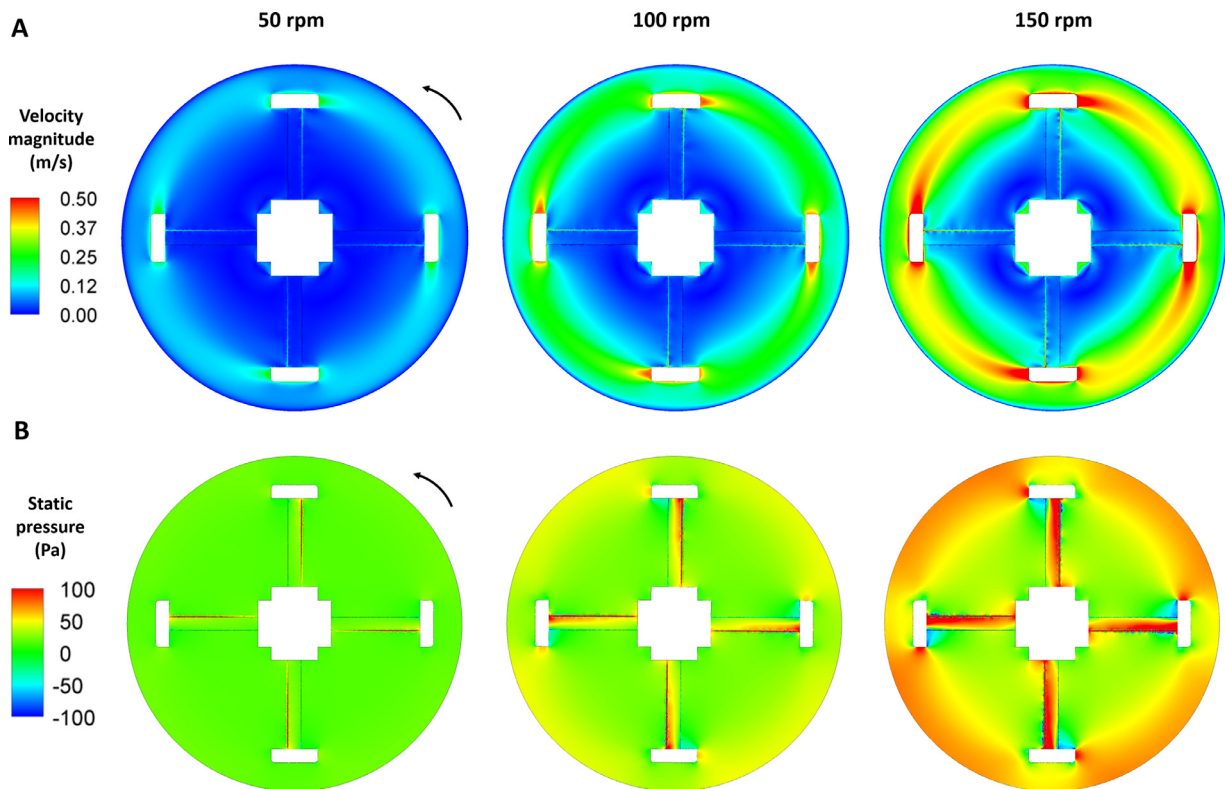 50 rpm
100 rpm
150 rpm
A
Velocity
magnitude
(m/s)
0.50
0.37
0.25
0.12
0.00
B
Static
pressure
(Pa)
100
50
0
-50
-100